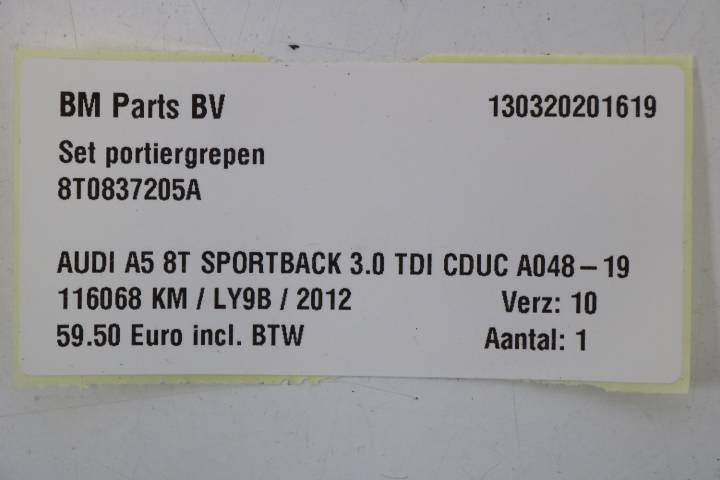 BM Parts BV 130320201619
Set portiergrepen
8T0837205A
AUDI A5 8T SPORTBACK 3.0 TDI CDUC A048-19
116068 KM / LY9B / 2012 Verz: 10
59.50 Euro incl. BTW Aantal: 1